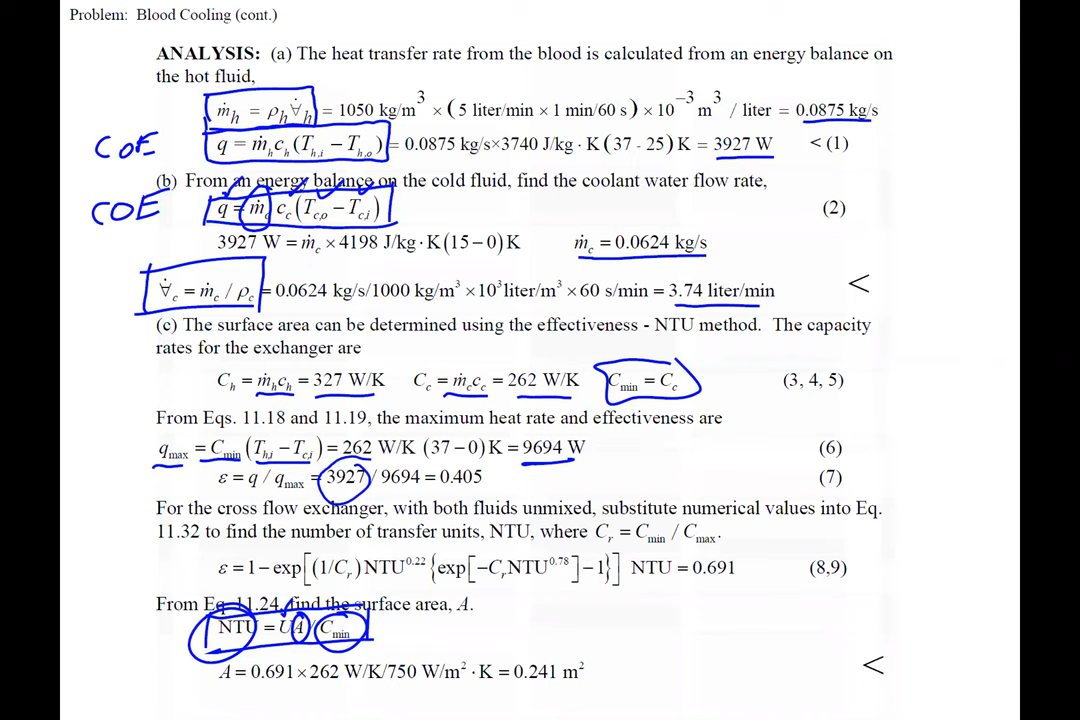 Problem: Blood Cooling (cont.)
ANALYSIS: (a) The heat transfer rate from the blood is calculated from an energy balance on
the hot fluid,
ṁh = ρh∀̇h = 1050 kg/m³ × (5 liter/min × 1 min/60 s) × 10⁻³ m³ / liter = 0.0875 kg/s
COE q = ṁhch(Th,i − Th,o) = 0.0875 kg/s×3740 J/kg · K(37 - 25)K = 3927 W < (1)
(b) From an energy balance on the cold fluid, find the coolant water flow rate,
COE q = ṁc cc(Tc,o − Tc,i) (2)
3927 W = ṁc × 4198 J/kg · K(15 − 0)K ṁc = 0.0624 kg/s
∀̇c = ṁc / ρc = 0.0624 kg/s/1000 kg/m³ × 10³ liter/m³ × 60 s/min = 3.74 liter/min <
(c) The surface area can be determined using the effectiveness - NTU method. The capacity
rates for the exchanger are
Ch = ṁhch = 327 W/K Cc = ṁccc = 262 W/K Cmin = Cc (3, 4, 5)
From Eqs. 11.18 and 11.19, the maximum heat rate and effectiveness are
qmax = Cmin(Th,i − Tc,i) = 262 W/K (37 − 0)K = 9694 W (6)
ε = q / qmax = 3927 / 9694 = 0.405 (7)
For the cross flow exchanger, with both fluids unmixed, substitute numerical values into Eq.
11.32 to find the number of transfer units, NTU, where Cr = Cmin / Cmax.
ε = 1 − exp[(1/Cr)NTU^0.22 {exp[−CrNTU^0.78] − 1}] NTU = 0.691 (8,9)
From Eq. 11.24, find the surface area, A.
NTU = UA/Cmin
A = 0.691 × 262 W/K/750 W/m² · K = 0.241 m² <